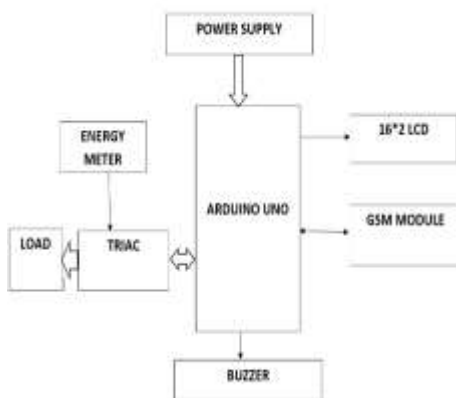 POWER SUPPLY
16*2 LCD
ENERGY
METER
ARDUINO UNO
GSM MODULE
LOAD
TRIAC
BUZZER